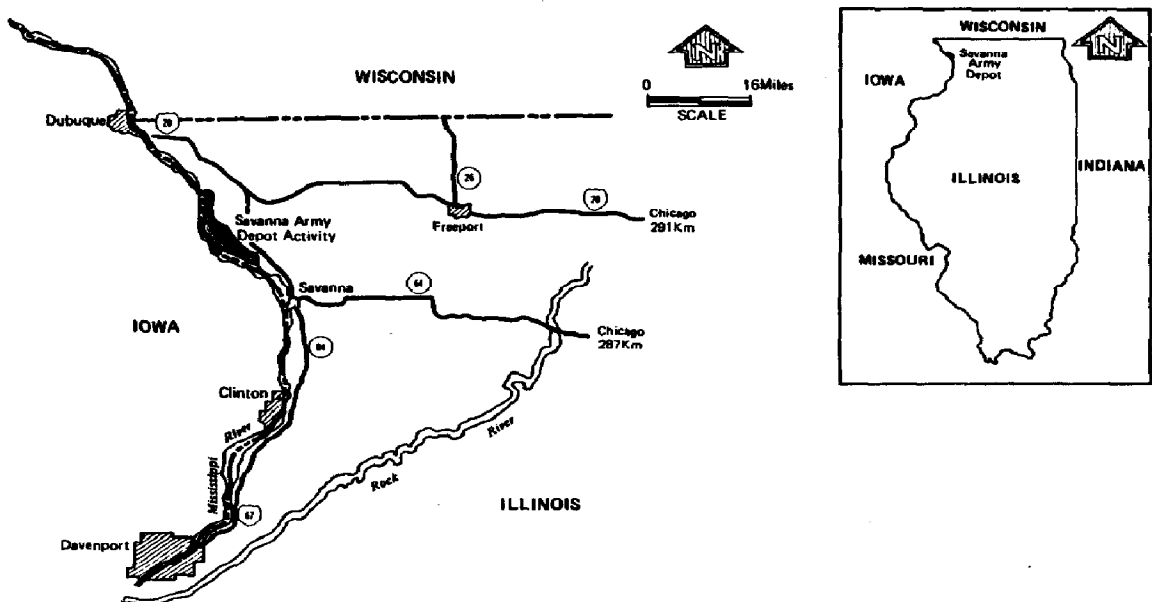 WISCONSIN
N
0 16Miles
SCALE
Dubuque
20
26
20
Savanna Army
Depot Activity
Freeport
Chicago
291Km
Savanna
64
IOWA
84
Chicago
287Km
Clinton
River
Mississippi
River
Rock
ILLINOIS
67
Davenport
WISCONSIN
N
Savanna
Army
Depot
IOWA
ILLINOIS
INDIANA
MISSOURI